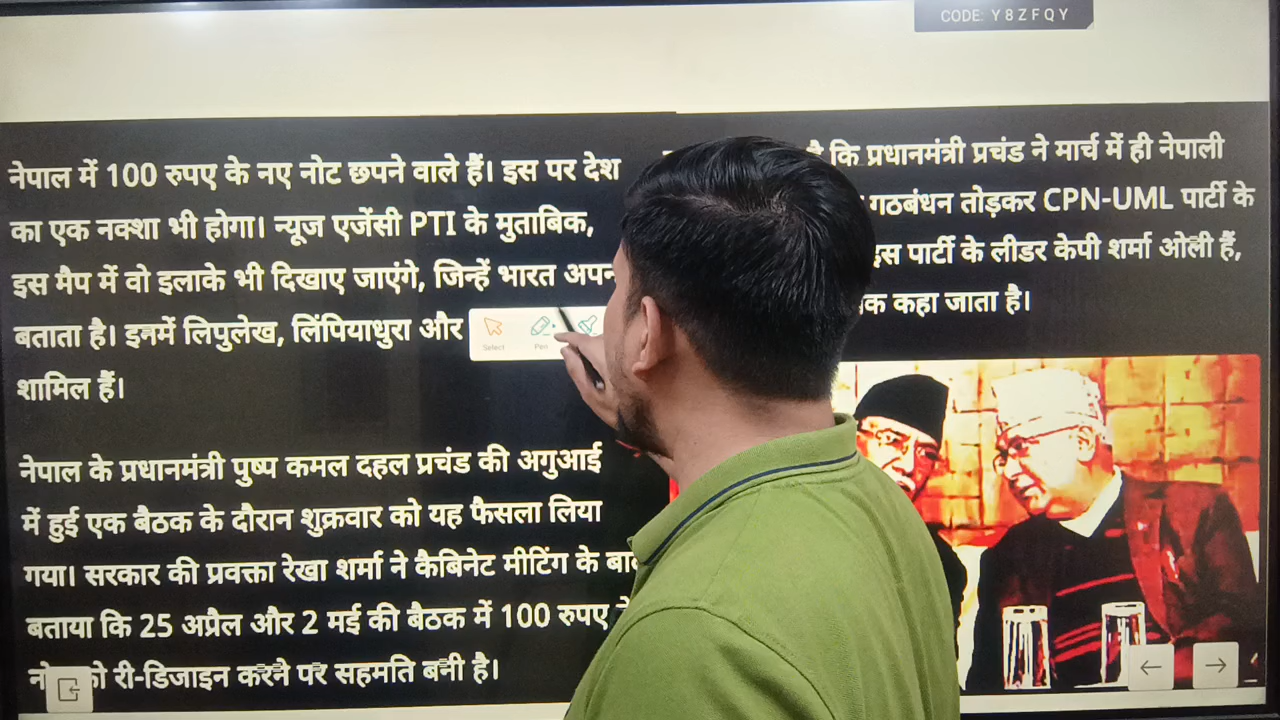 CODE: Y8ZFQY
नेपाल में 100 रुपए के नए नोट छपने वाले हैं। इस पर देश
का एक नक्शा भी होगा। न्यूज एजेंसी PTI के मुताबिक,
इस मैप में वो इलाके भी दिखाए जाएंगे, जिन्हें भारत
बताता है। इनमें लिपुलेख, लिंपियाधुरा और
शामिल हैं।
Select
Pen
नेपाल के प्रधानमंत्री पुष्प कमल दहल प्रचंड की अगुआई
में हुई एक बैठक के दौरान शुक्रवार को यह फैसला लिया
गया। सरकार की प्रवक्ता रेखा शर्मा ने कैबिनेट मीटिंग के
बताया कि 25 अप्रैल और 2 मई की बैठक में 100 रुपए
री-डिजाइन करने पर सहमति बनी है।
कि प्रधानमंत्री प्रचंड ने मार्च में ही नेपाली
गठबंधन तोड़कर CPN-UML पार्टी के
पार्टी के लीडर केपी शर्मा ओली हैं,
कहा जाता है।